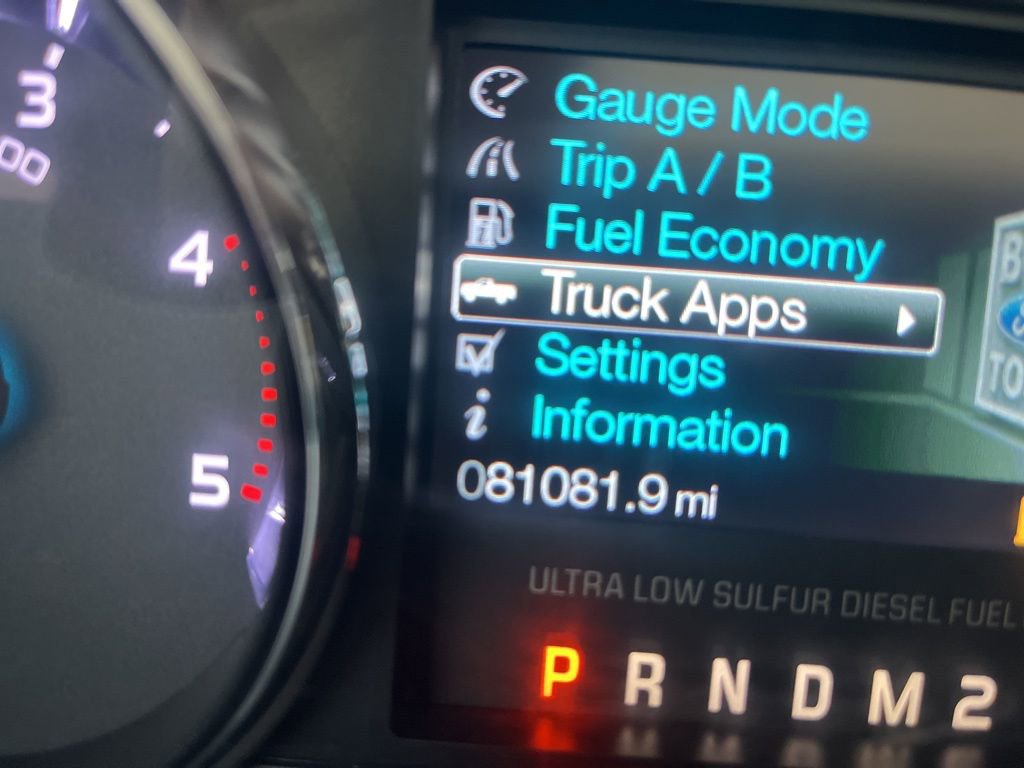 3
00
4
5
Gauge Mode
Trip A / B
Fuel Economy
Truck Apps
Settings
Information
081081.9 mi
ULTRA LOW SULFUR DIESEL FUEL
P R N D M 2